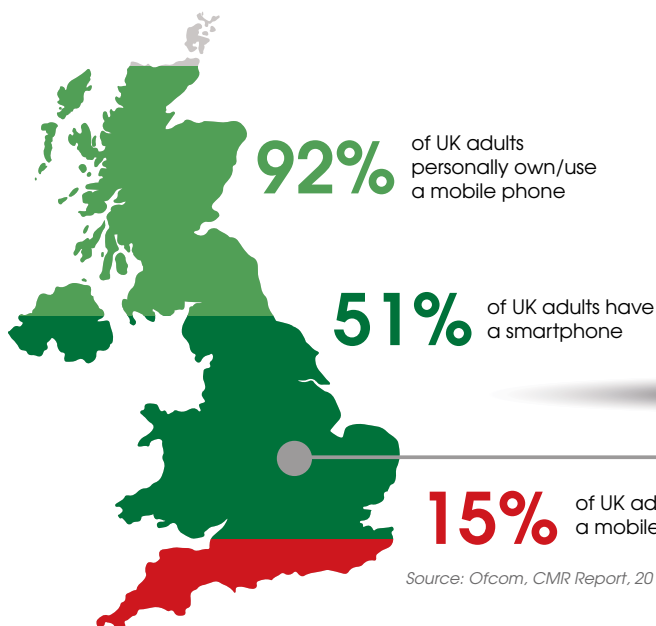 92%
of UK adults
personally own/use
a mobile phone
51%
of UK adults have
a smartphone
15%
of UK
a mobile
Source: Ofcom, CMR Report, 20